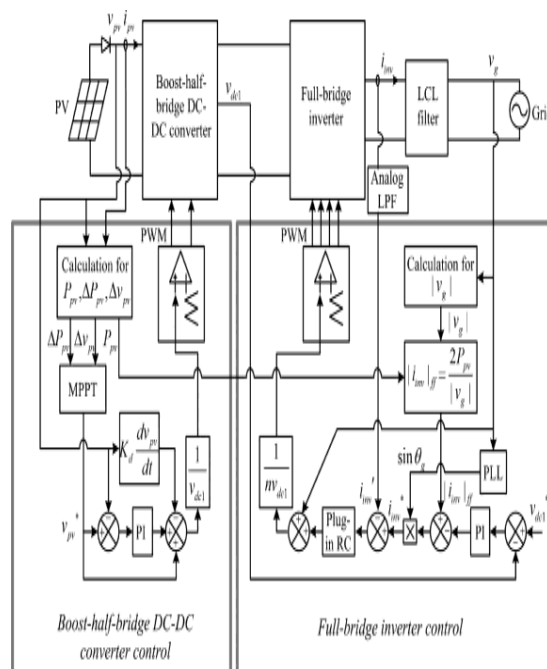 v_pv i_pv
PV
Boost-half-
bridge DC-
DC
converter
v_dc1
Full-bridge
inverter
i_inv
LCL
filter
v_g
Gri
Analog
LPF
PWM
PWM
Calculation for
P_pv, ΔP_pv, Δv_pv
ΔP_pv Δv_pv P_pv
MPPT
K_d dv_pv/dt
1/v_dc1
v_pv*
PI
Boost-half-bridge DC-DC
converter control
Calculation for
|v_g|
|v_g|
|i_inv|_ff = 2P_pv/|v_g|
sin θ_g
PLL
|i_inv|_ff
1/nv_dc1
i_inv'
i_inv*
Plug-
in RC
PI
v_dc1*
Full-bridge inverter control